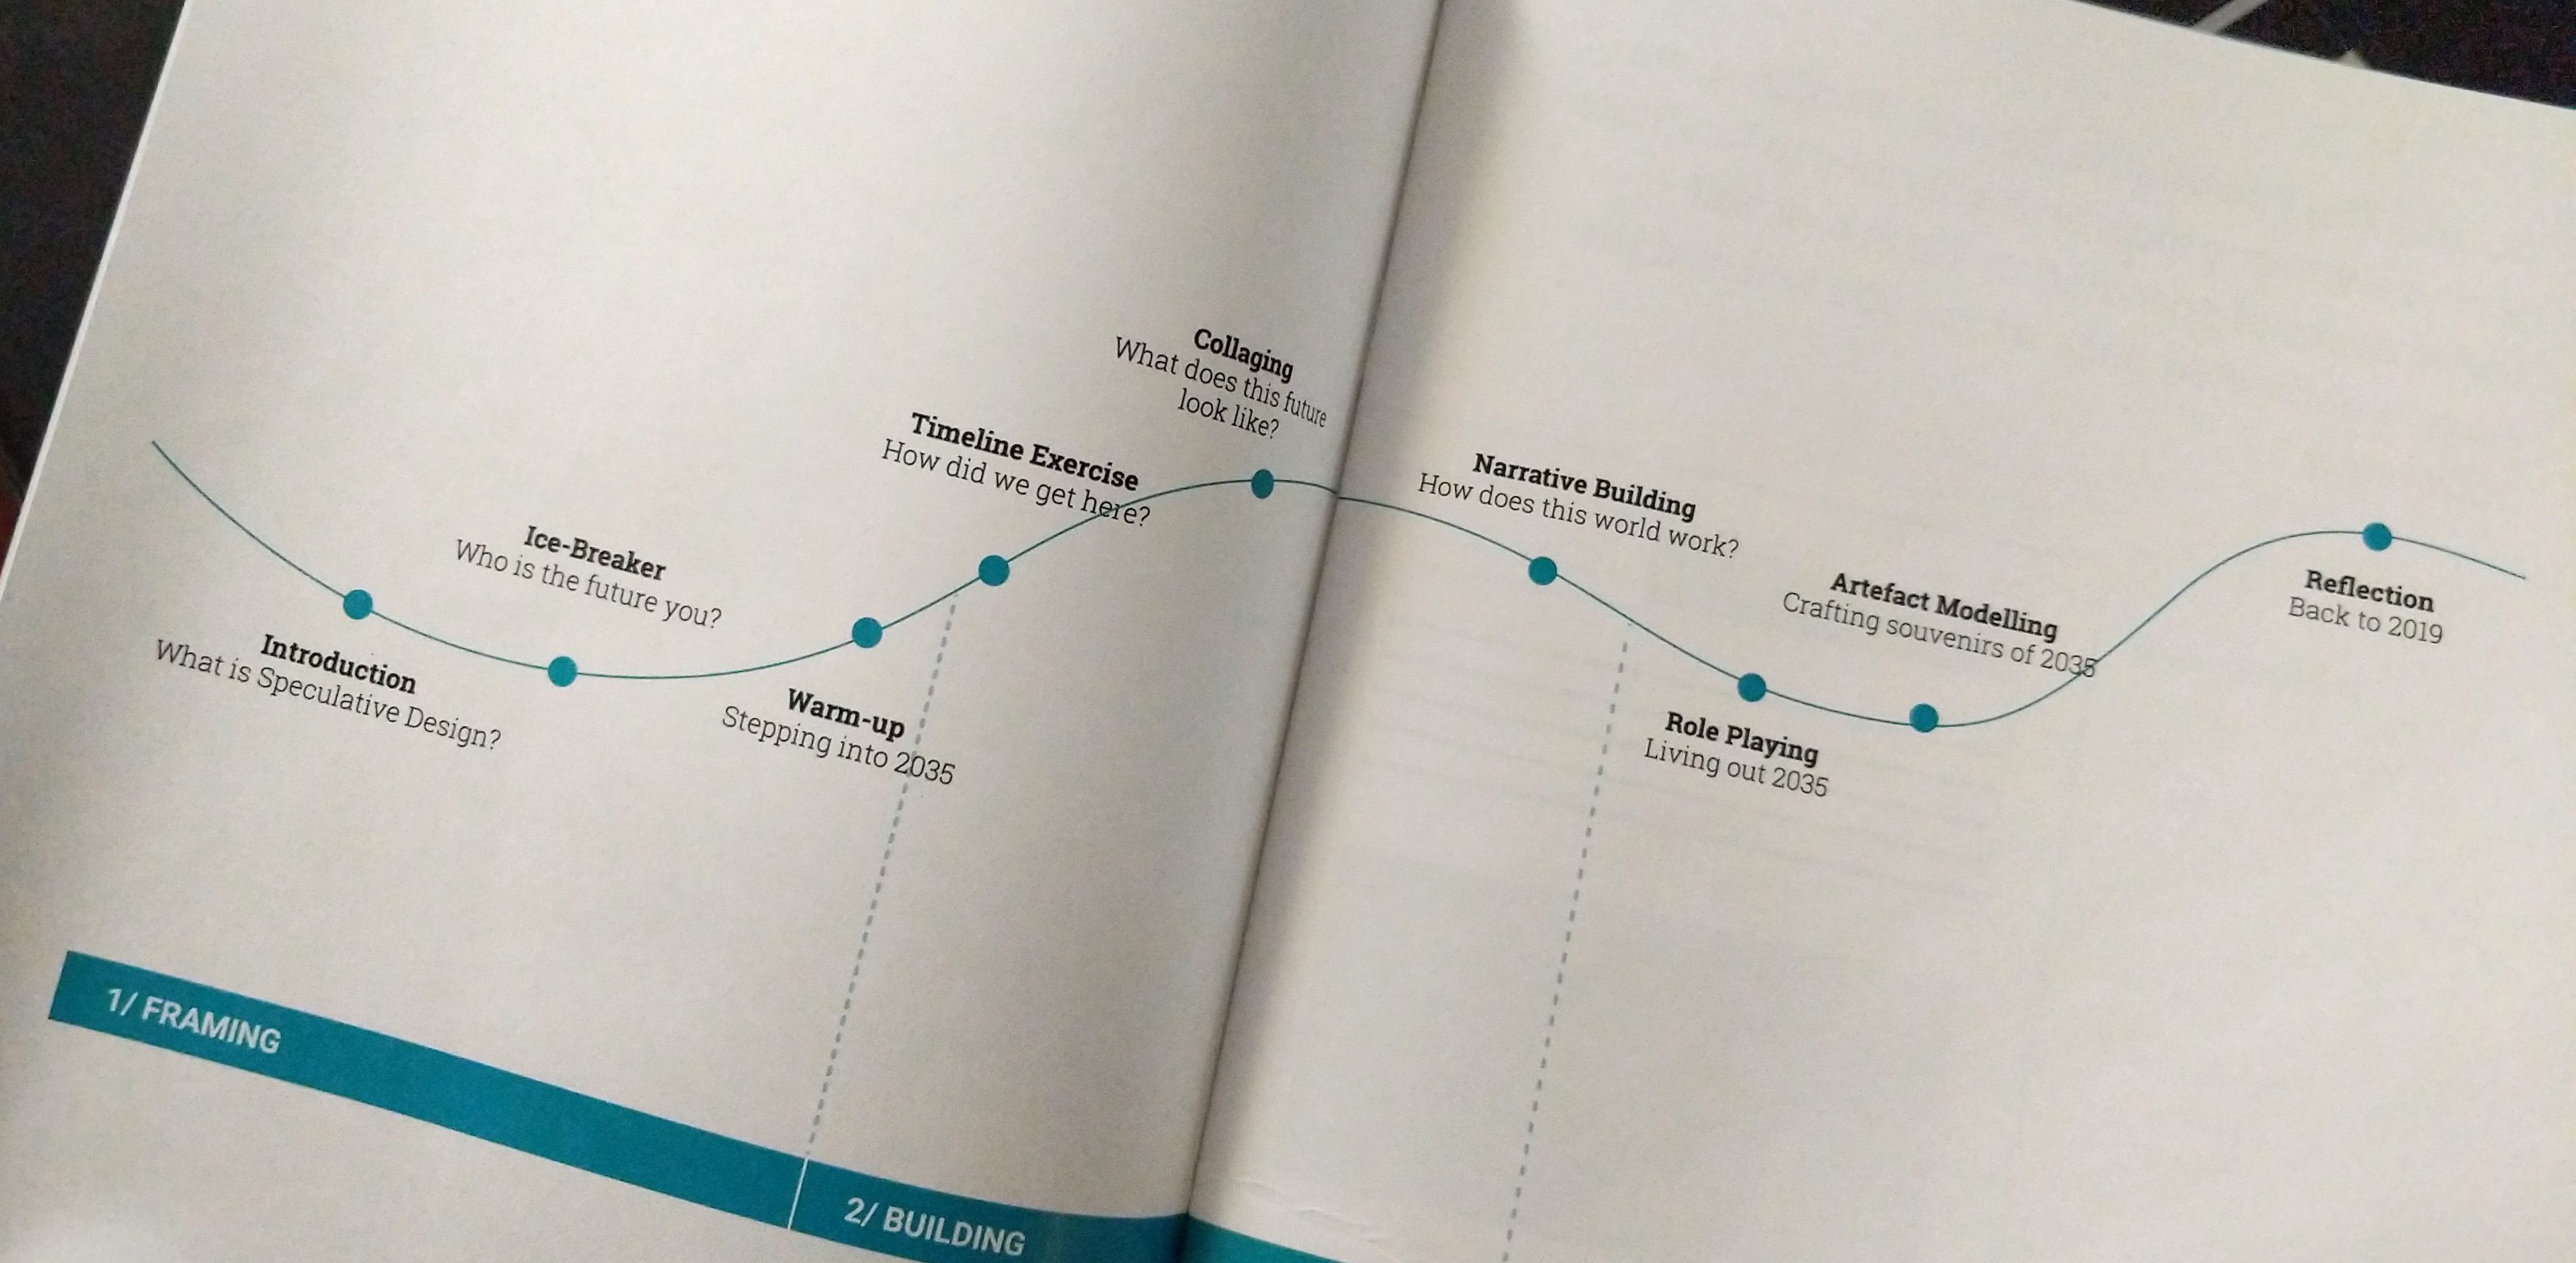 Introduction
What is Speculative Design?
Ice-Breaker
Who is the future you?
Warm-up
Stepping into 2035
Timeline Exercise
How did we get here?
Collaging
What does this future
look like?
Narrative Building
How does this world work?
Role Playing
Living out 2035
Artefact Modelling
Crafting souvenirs of 2035
Reflection
Back to 2019
1/ FRAMING
2/ BUILDING